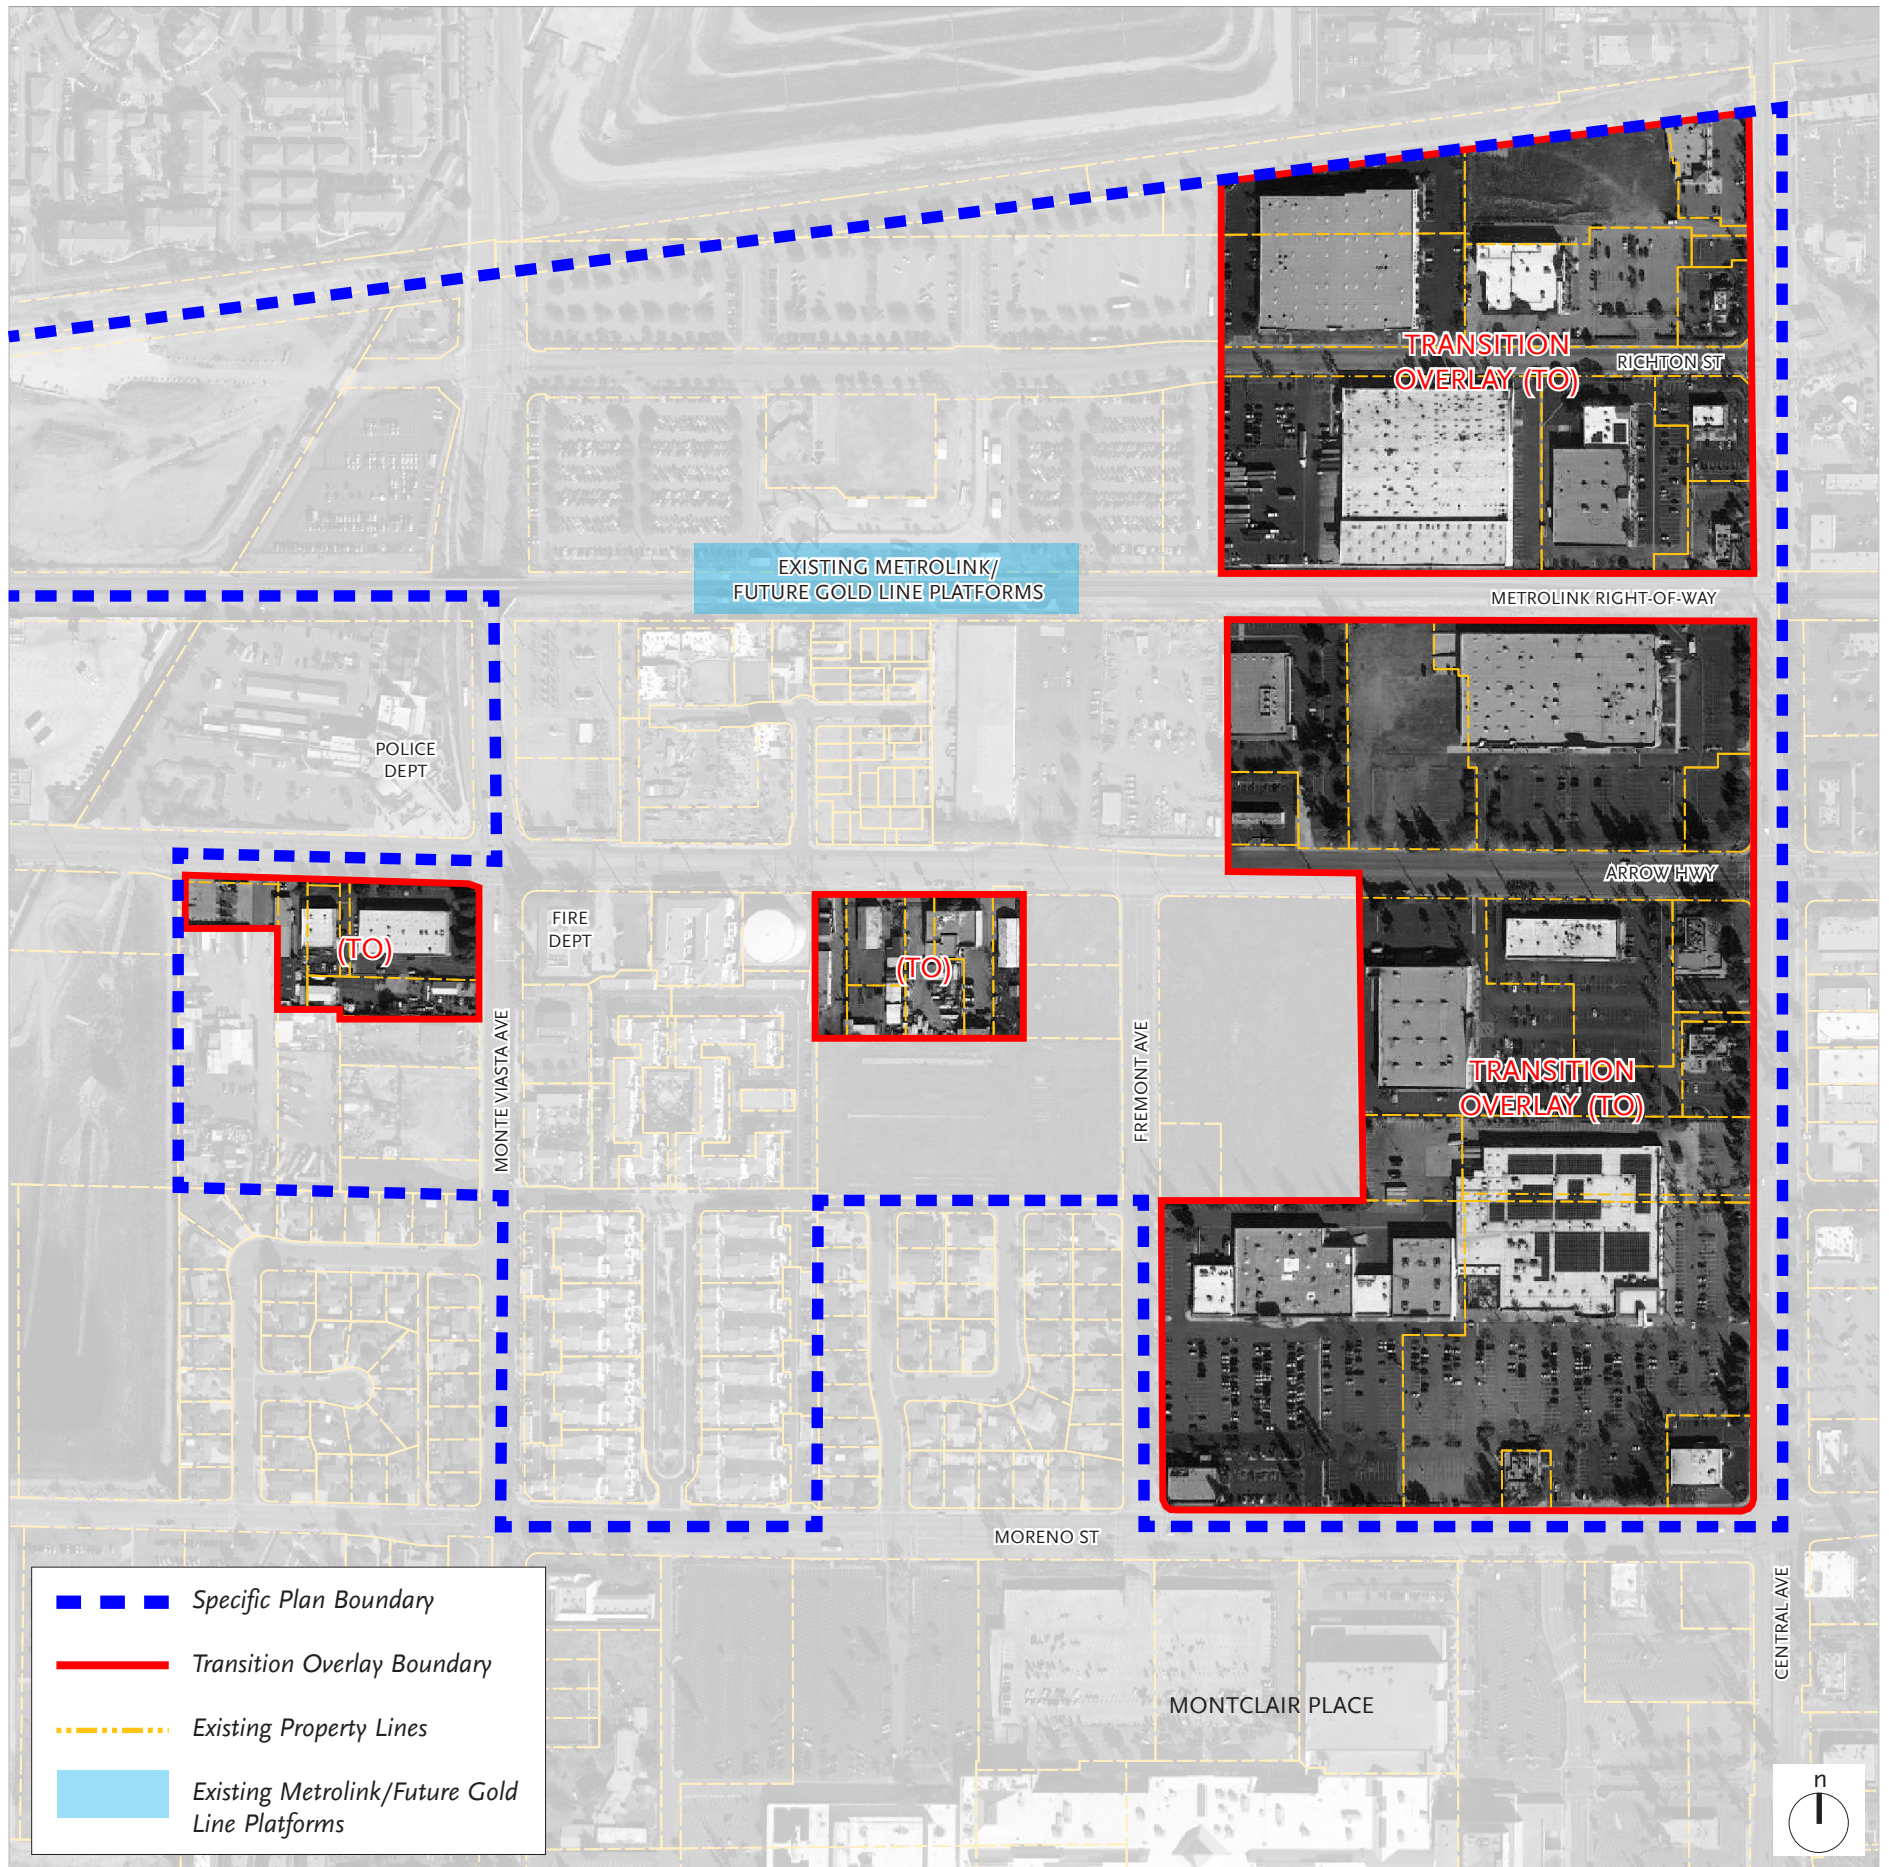 TRANSITION
OVERLAY (TO)
RICHTON ST
EXISTING METROLINK/
FUTURE GOLD LINE PLATFORMS
METROLINK RIGHT-OF-WAY
POLICE
DEPT
ARROW HWY
(TO)
FIRE
DEPT
(TO)
MONTE VIASTA AVE
FREMONT AVE
TRANSITION
OVERLAY (TO)
MORENO ST
CENTRAL AVE
MONTCLAIR PLACE
Specific Plan Boundary
Transition Overlay Boundary
Existing Property Lines
Existing Metrolink/Future Gold
Line Platforms
n